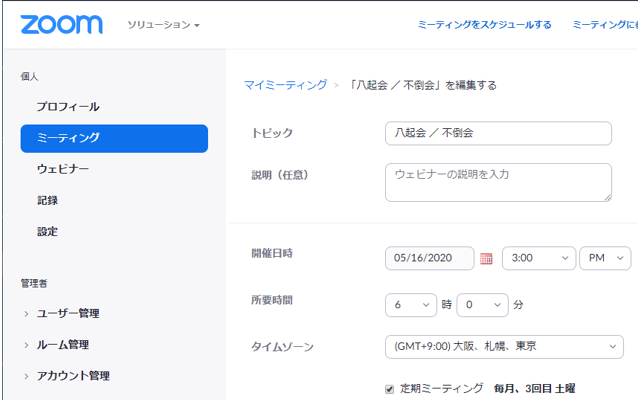 zoom ソリューション ミーティングをスケジュールする ミーティングに
個人
プロフィール
ミーティング
ウェビナー
記録
設定
管理者
ユーザー管理
ルーム管理
アカウント管理
マイミーティング > 「八起会 ／ 不倒会」を編集する
トピック 八起会 ／ 不倒会
説明（任意） ウェビナーの説明を入力
開催日時 05/16/2020 3:00 PM
所要時間 6 時 0 分
タイムゾーン (GMT+9:00) 大阪、札幌、東京
定期ミーティング 毎月、3回目 土曜